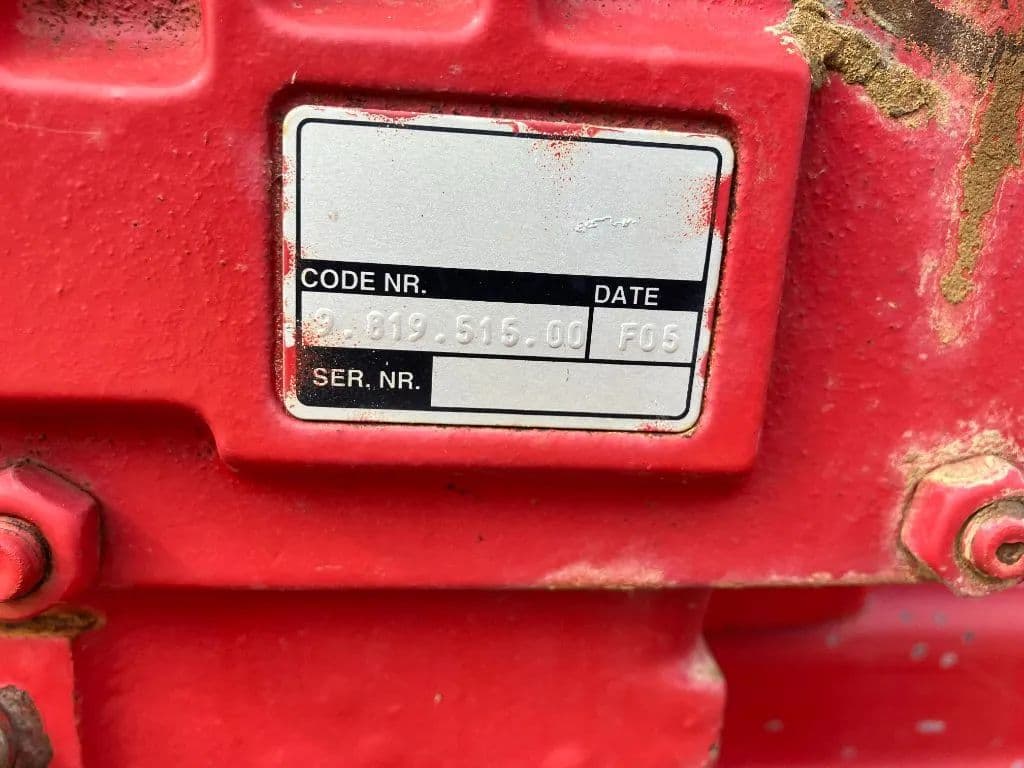 CODE NR. DATE
9.819.515.00 F05
SER. NR.